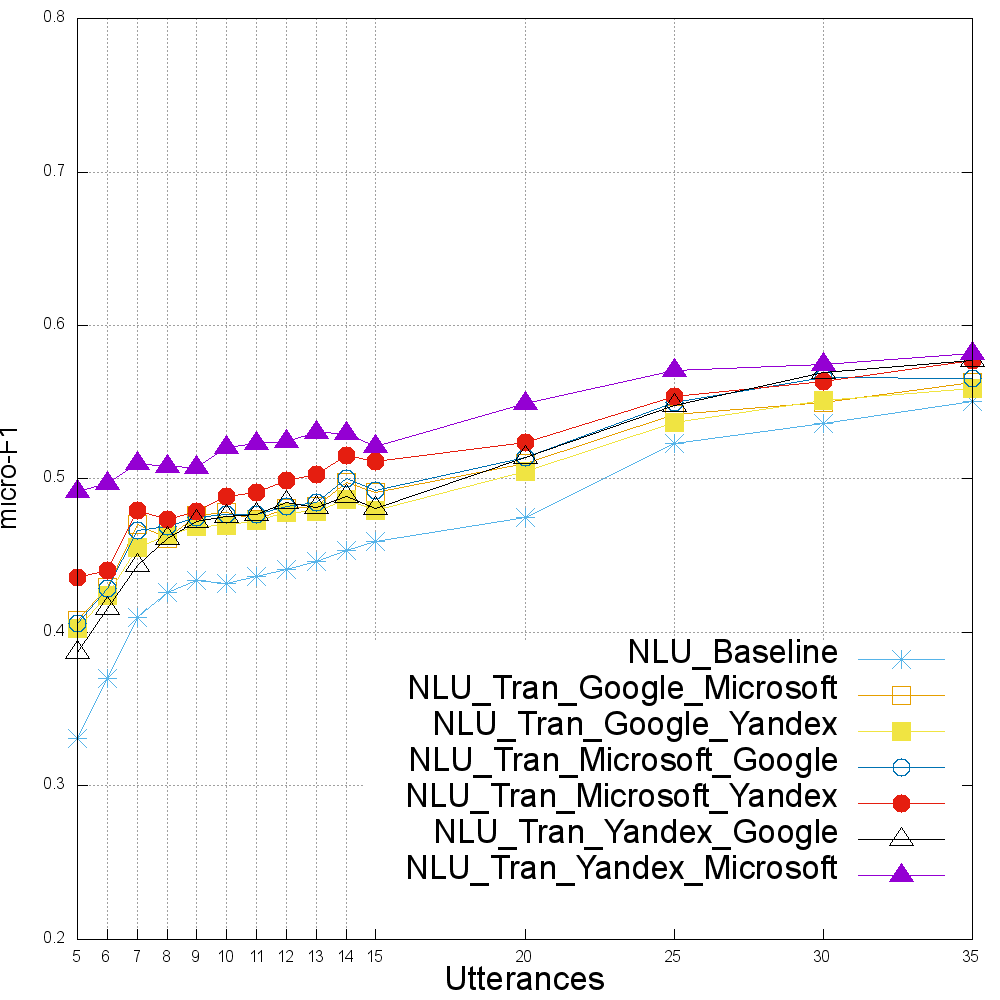 0.8
0.7
0.6
0.5
0.4
0.3
0.2
micro-F1
NLU_Baseline
NLU_Tran_Google_Microsoft
NLU_Tran_Google_Yandex
NLU_Tran_Microsoft_Google
NLU_Tran_Microsoft_Yandex
NLU_Tran_Yandex_Google
NLU_Tran_Yandex_Microsoft
5 6 7 8 9 10 11 12 13 14 15 20 25 30 35
Utterances